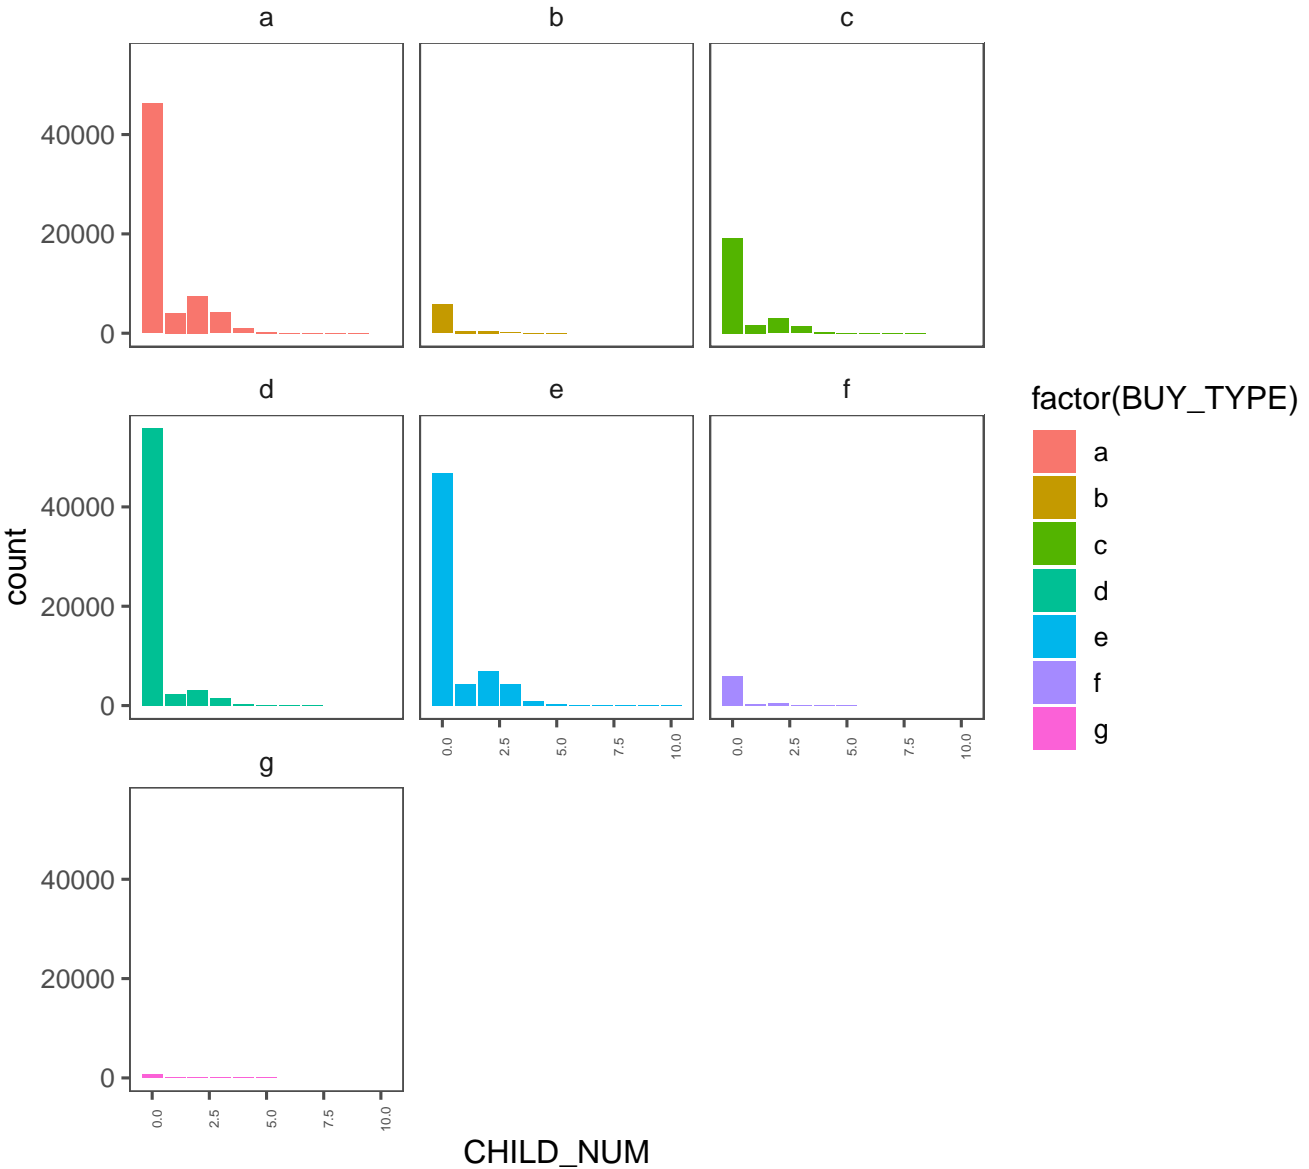 a b c
40000
20000
0
d e f
factor(BUY_TYPE)
a
b
c
d
e
f
g
count
40000
20000
0
0.0 2.5 5.0 7.5 10.0 0.0 2.5 5.0 7.5 10.0
g
40000
20000
0
0.0 2.5 5.0 7.5 10.0
CHILD_NUM